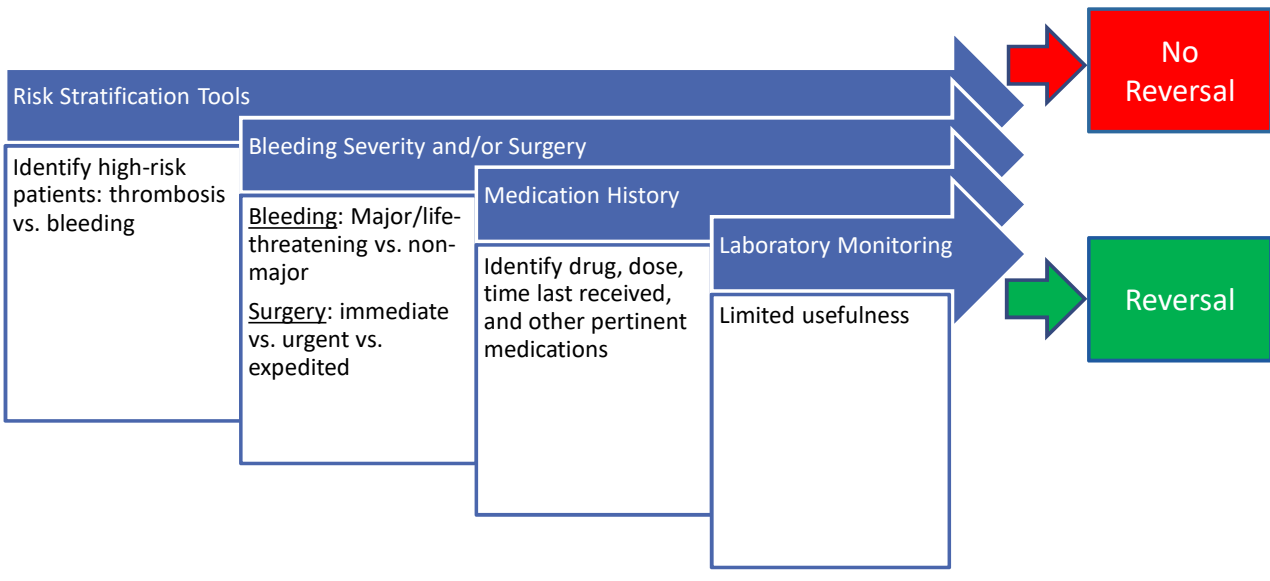 Risk Stratification Tools
Identify high-risk
patients: thrombosis
vs. bleeding
Bleeding Severity and/or Surgery
Bleeding: Major/life-
threatening vs. non-
major
Surgery: immediate
vs. urgent vs.
expedited
Medication History
Identify drug, dose,
time last received,
and other pertinent
medications
Laboratory Monitoring
Limited usefulness
No
Reversal
Reversal